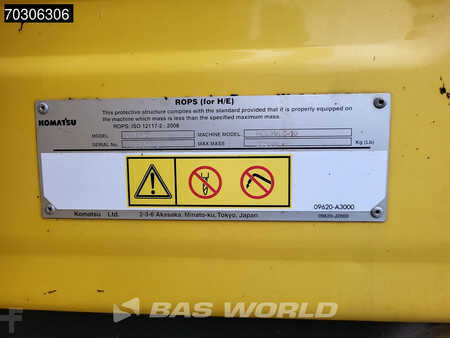 70306306
ROPS (for H/E)
This protective structure complies with the standard provided that it is properly equipped on
the machine which mass is less than the specified maximum mass.
ROPS: ISO 12117-2 : 2008
KOMATSU
MODEL
MACHINE MODEL
SERIAL No.
MAX MASS
Kg (Lb)
09620-A3000
Komatsu Ltd. 2-3-6 Akasaka, Minato-ku, Tokyo, Japan
09620-J2000
BAS WORLD